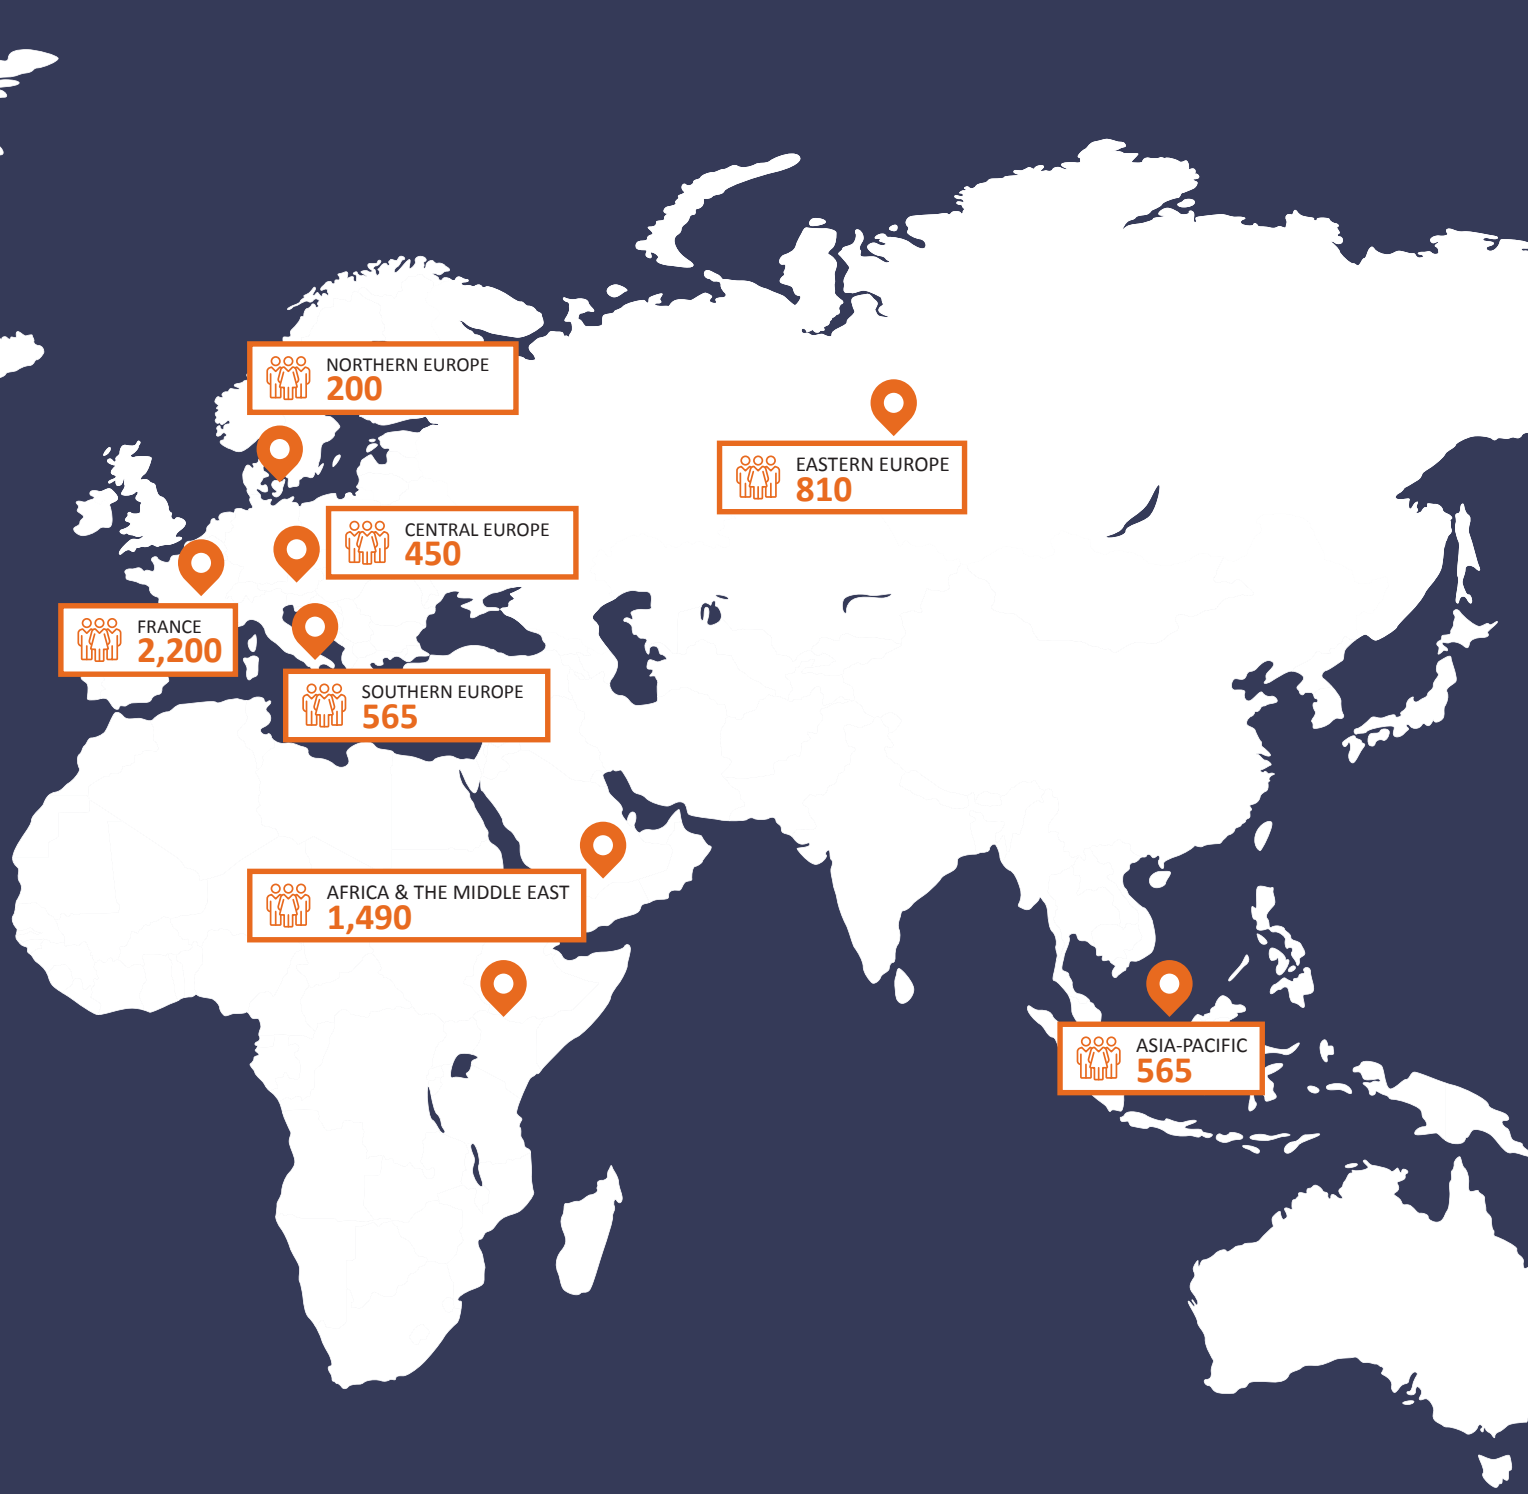 NORTHERN EUROPE
200
EASTERN EUROPE
810
CENTRAL EUROPE
450
FRANCE
2,200
SOUTHERN EUROPE
565
AFRICA & THE MIDDLE EAST
1,490
ASIA-PACIFIC
565